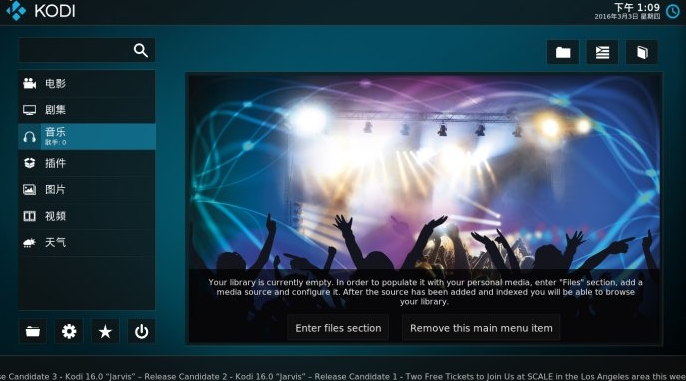 KODI
下午 1:09
2016年3月3日 星期四
电影
剧集
音乐
歌手: 0
插件
图片
视频
天气
Your library is currently empty. In order to populate it with your personal media, enter "Files" section, add a
media source and configure it. After the source has been added and indexed you will be able to browse
your library.
Enter files section
Remove this main menu item
se Candidate 3 - Kodi 16.0 “Jarvis” – Release Candidate 2 - Kodi 16.0 “Jarvis” – Release Candidate 1 - Two Free Tickets to Join Us at SCALE in the Los Angeles area this wee